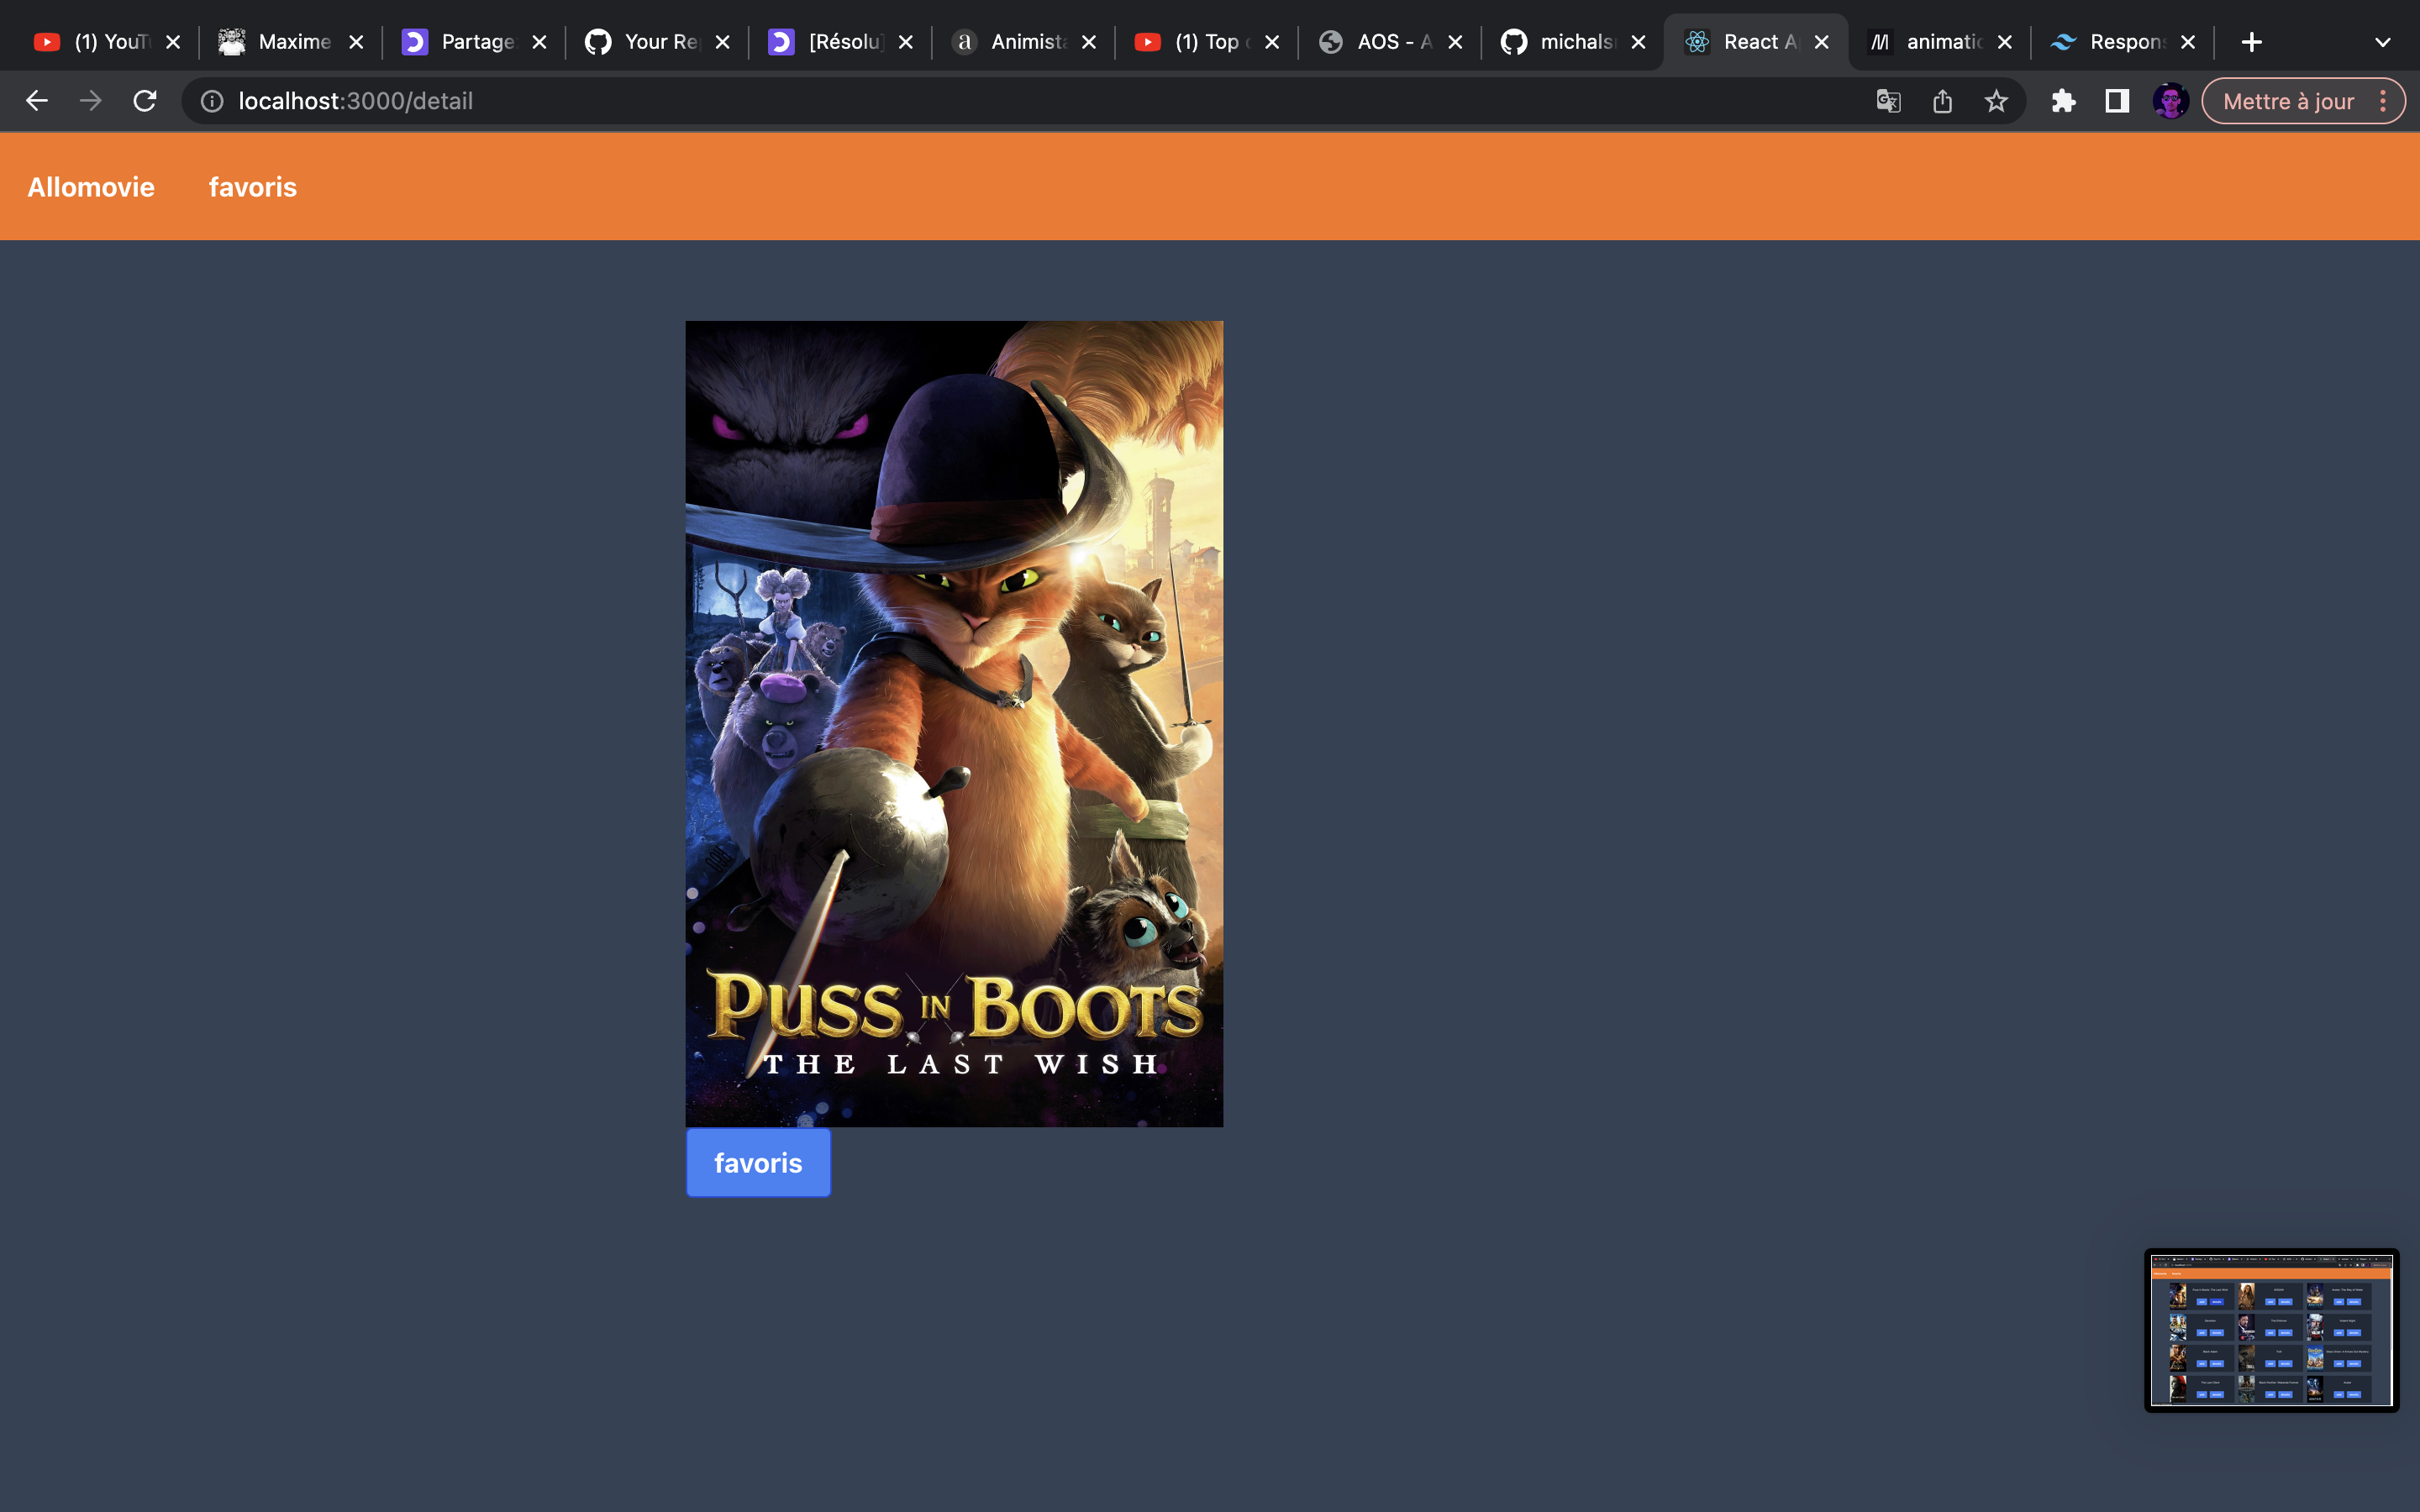 (1) YouT
Maxime
Partage
Your Re
[Résolu]
Animista
(1) Top
AOS - A
michals
React A
animatic
Respons
localhost:3000/detail
Mettre à jour
Allomovie
favoris
PUSS IN BOOTS
THE LAST WISH
favoris